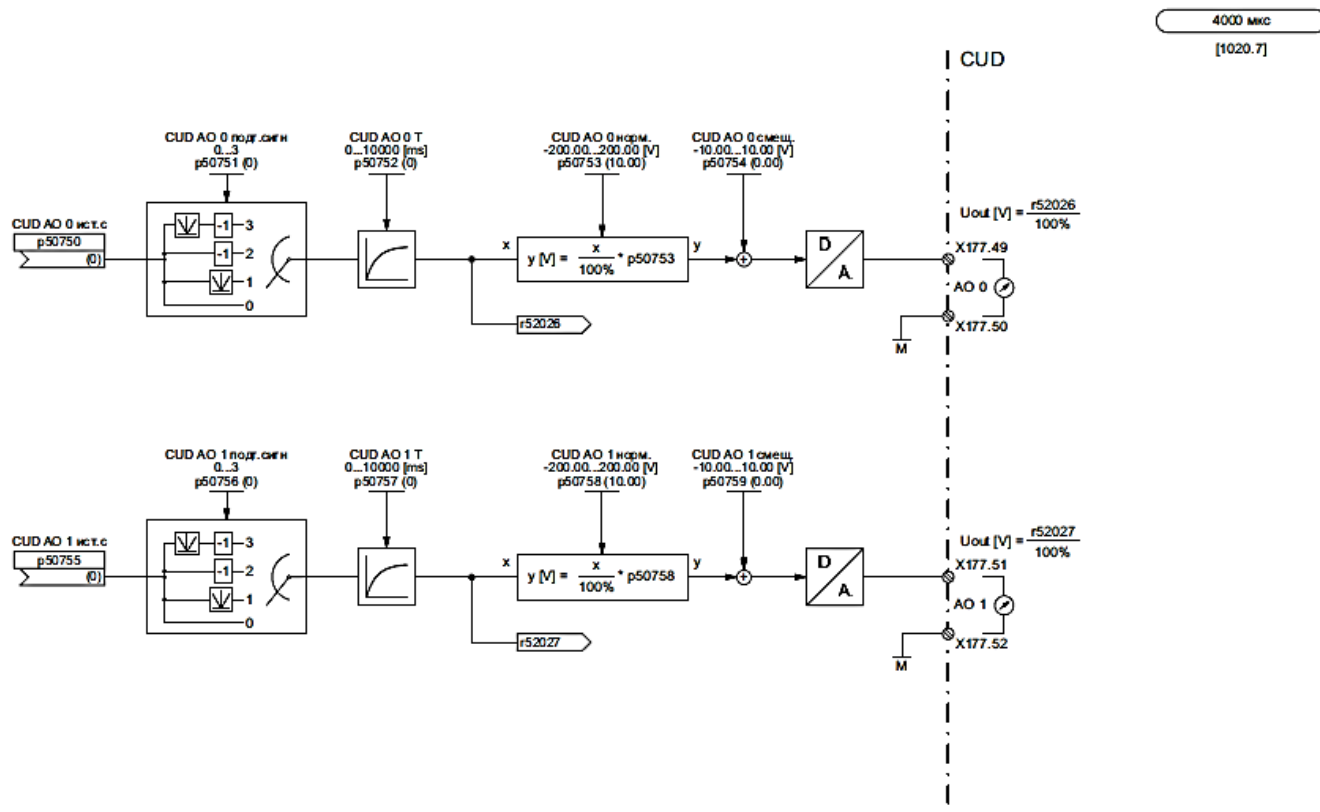 4000 мкс
[1020.7]
CUD
CUD AO 0 подг.сигн
0...3
p50751 (0)
CUD AO 0 T
0...10000 [ms]
p50752 (0)
CUD AO 0 норм.
-200.00...200.00 [V]
p50753 (10.00)
CUD AO 0 смещ.
-10.00...10.00 [V]
p50754 (0.00)
CUD AO 0 ист.с
p50750
(0)
-1 3
-1 2
1
0
x
y [V] = x / 100% * p50753
y
D
A
r52026
Uout [V] = r52026 / 100%
X177.49
AO 0
X177.50
M
CUD AO 1 подг.сигн
0...3
p50756 (0)
CUD AO 1 T
0...10000 [ms]
p50757 (0)
CUD AO 1 норм.
-200.00...200.00 [V]
p50758 (10.00)
CUD AO 1 смещ.
-10.00...10.00 [V]
p50759 (0.00)
CUD AO 1 ист.с
p50755
(0)
-1 3
-1 2
1
0
x
y [V] = x / 100% * p50758
y
D
A
r52027
Uout [V] = r52027 / 100%
X177.51
AO 1
X177.52
M